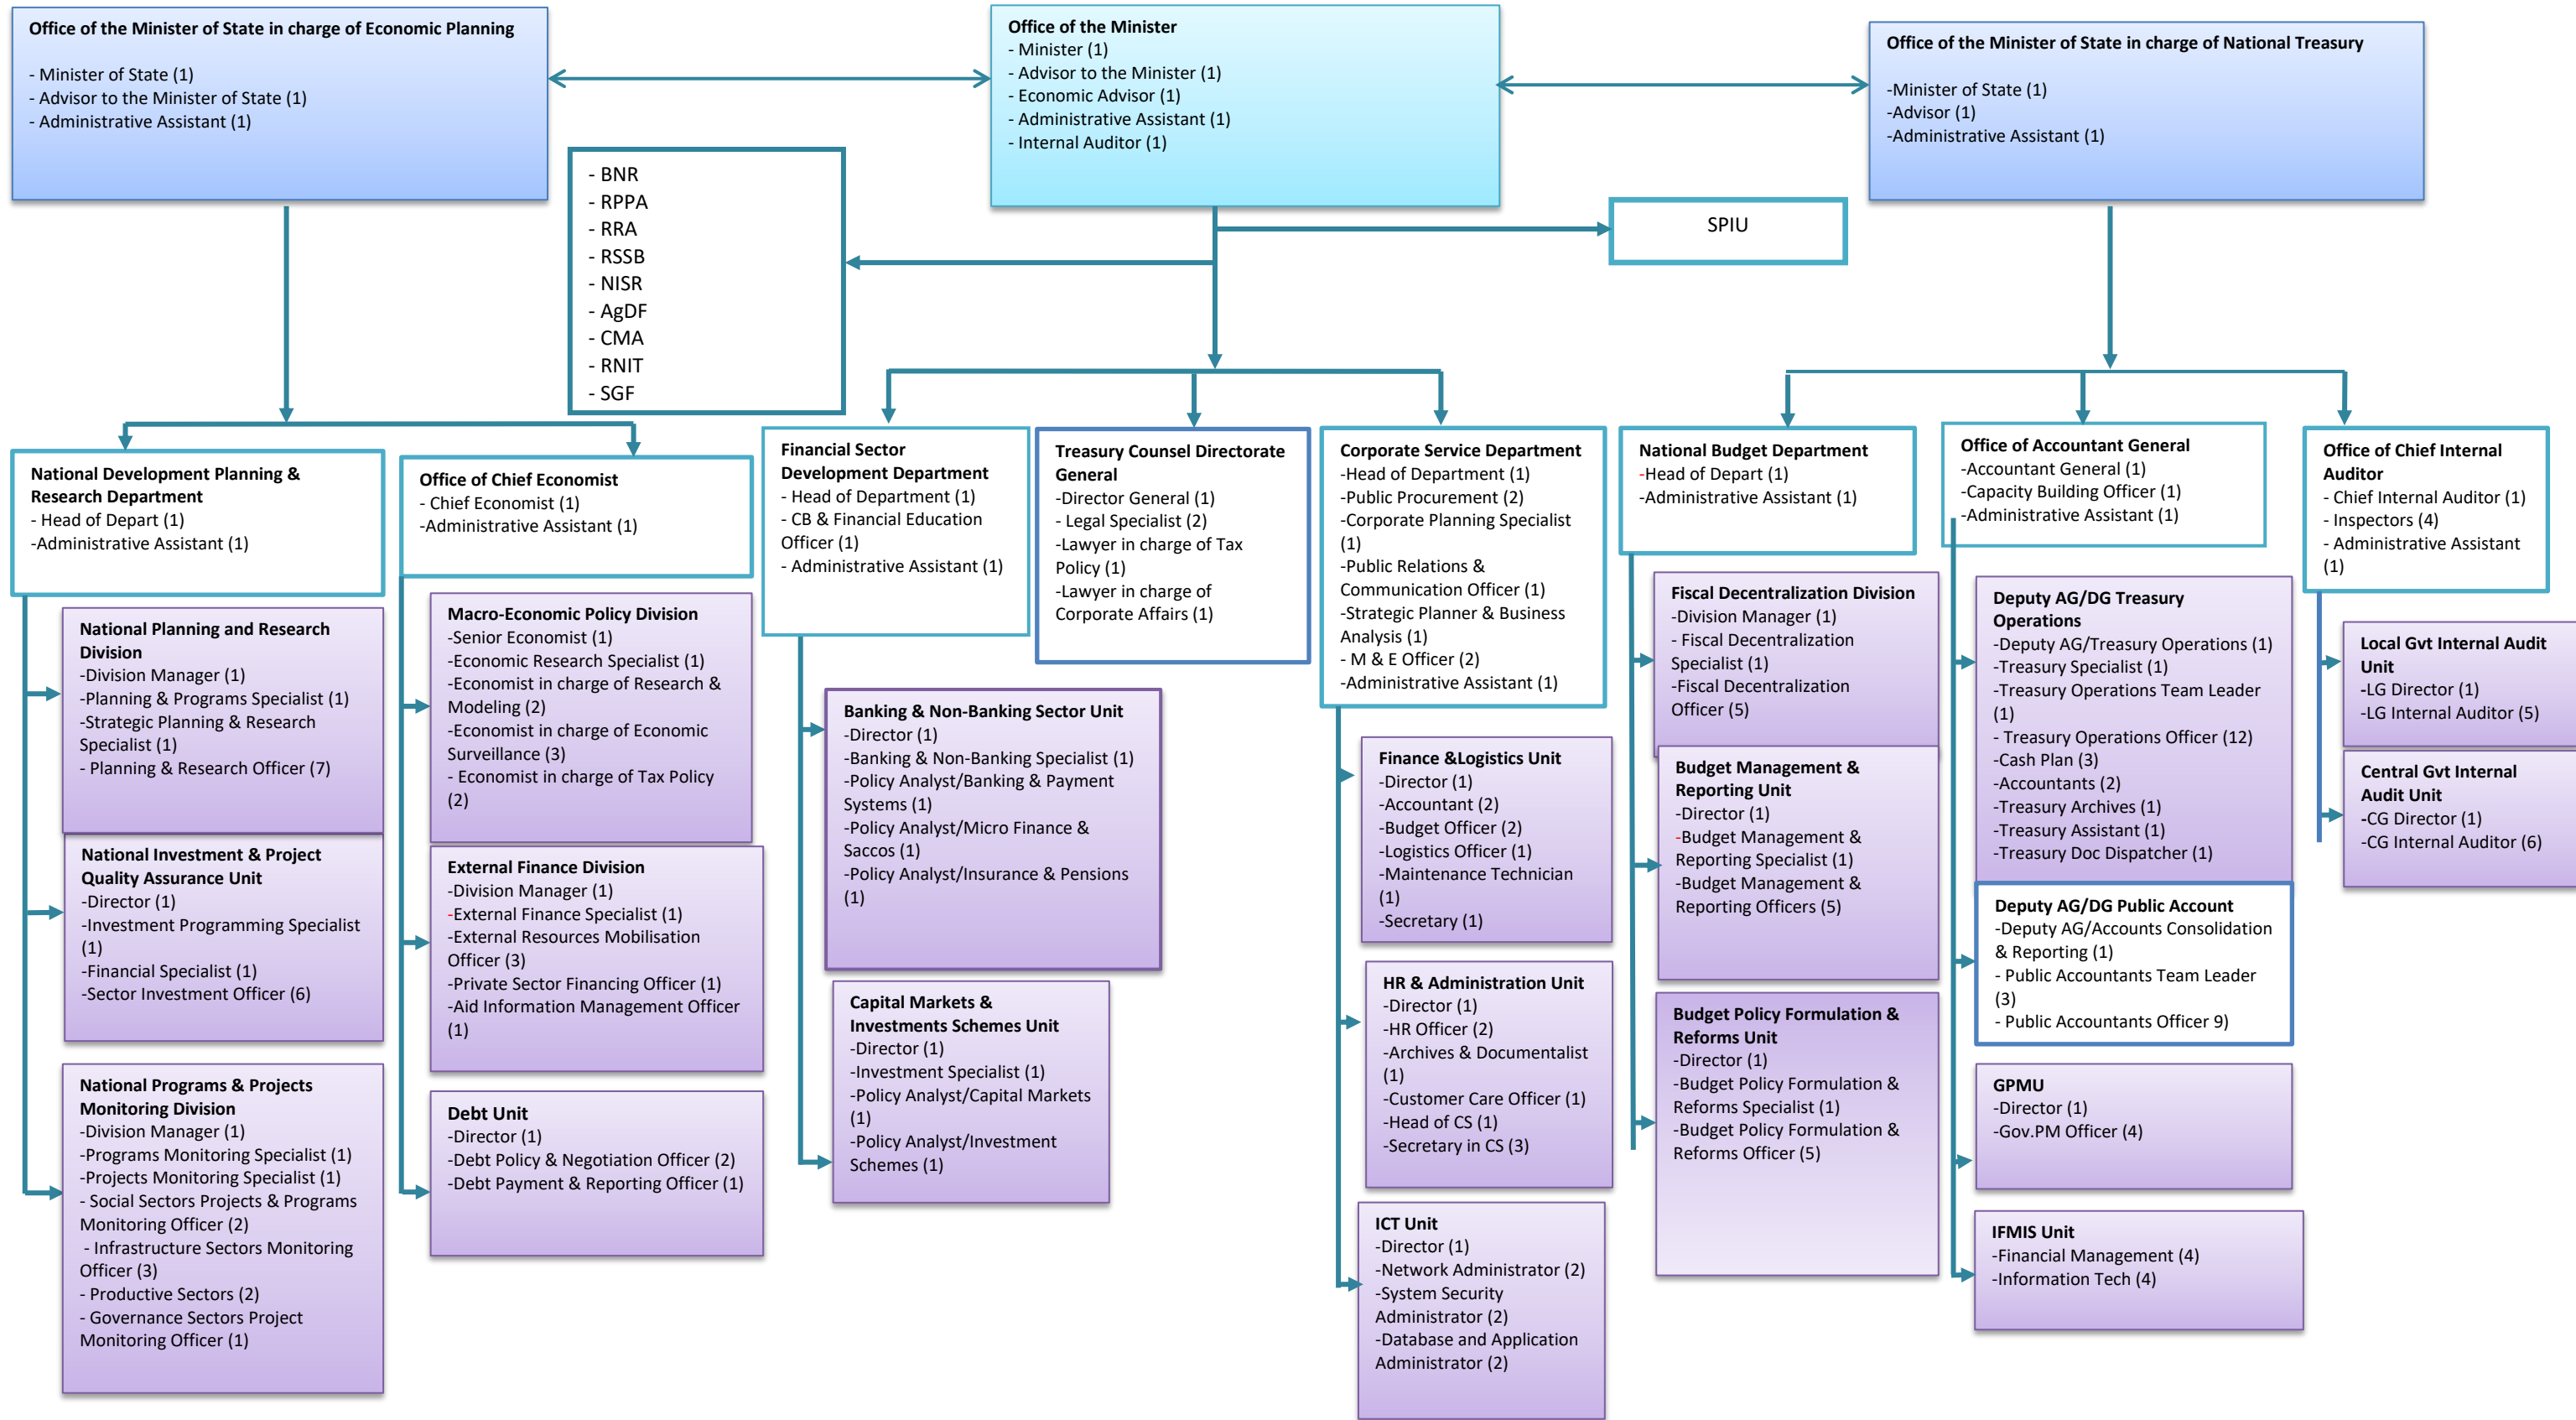 Office of the Minister of State in charge of Economic Planning
- Minister of State (1)
- Advisor to the Minister of State (1)
- Administrative Assistant (1)
Office of the Minister
- Minister (1)
- Advisor to the Minister (1)
- Economic Advisor (1)
- Administrative Assistant (1)
- Internal Auditor (1)
Office of the Minister of State in charge of National Treasury
-Minister of State (1)
-Advisor (1)
-Administrative Assistant (1)
- BNR
- RPPA
- RRA
- RSSB
- NISR
- AgDF
- CMA
- RNIT
- SGF
SPIU
National Development Planning &
Research Department
- Head of Depart (1)
-Administrative Assistant (1)
National Planning and Research
Division
-Division Manager (1)
-Planning & Programs Specialist (1)
-Strategic Planning & Research
Specialist (1)
- Planning & Research Officer (7)
National Investment & Project
Quality Assurance Unit
-Director (1)
-Investment Programming Specialist
(1)
-Financial Specialist (1)
-Sector Investment Officer (6)
National Programs & Projects
Monitoring Division
-Division Manager (1)
-Programs Monitoring Specialist (1)
-Projects Monitoring Specialist (1)
- Social Sectors Projects & Programs
Monitoring Officer (2)
- Infrastructure Sectors Monitoring
Officer (3)
- Productive Sectors (2)
- Governance Sectors Project
Monitoring Officer (1)
Office of Chief Economist
- Chief Economist (1)
-Administrative Assistant (1)
Macro-Economic Policy Division
-Senior Economist (1)
-Economic Research Specialist (1)
-Economist in charge of Research &
Modeling (2)
-Economist in charge of Economic
Surveillance (3)
- Economist in charge of Tax Policy
(2)
External Finance Division
-Division Manager (1)
-External Finance Specialist (1)
-External Resources Mobilisation
Officer (3)
-Private Sector Financing Officer (1)
-Aid Information Management Officer
(1)
Debt Unit
-Director (1)
-Debt Policy & Negotiation Officer (2)
-Debt Payment & Reporting Officer (1)
Financial Sector
Development Department
- Head of Department (1)
- CB & Financial Education
Officer (1)
- Administrative Assistant (1)
Banking & Non-Banking Sector Unit
-Director (1)
-Banking & Non-Banking Specialist (1)
-Policy Analyst/Banking & Payment
Systems (1)
-Policy Analyst/Micro Finance &
Saccos (1)
-Policy Analyst/Insurance & Pensions
(1)
Capital Markets &
Investments Schemes Unit
-Director (1)
-Investment Specialist (1)
-Policy Analyst/Capital Markets
(1)
-Policy Analyst/Investment
Schemes (1)
Treasury Counsel Directorate
General
-Director General (1)
- Legal Specialist (2)
-Lawyer in charge of Tax
Policy (1)
-Lawyer in charge of
Corporate Affairs (1)
Corporate Service Department
-Head of Department (1)
-Public Procurement (2)
-Corporate Planning Specialist
(1)
-Public Relations &
Communication Officer (1)
-Strategic Planner & Business
Analysis (1)
- M & E Officer (2)
-Administrative Assistant (1)
Finance &Logistics Unit
-Director (1)
-Accountant (2)
-Budget Officer (2)
-Logistics Officer (1)
-Maintenance Technician
(1)
-Secretary (1)
HR & Administration Unit
-Director (1)
-HR Officer (2)
-Archives & Documentalist
(1)
-Customer Care Officer (1)
-Head of CS (1)
-Secretary in CS (3)
ICT Unit
-Director (1)
-Network Administrator (2)
-System Security
Administrator (2)
-Database and Application
Administrator (2)
National Budget Department
-Head of Depart (1)
-Administrative Assistant (1)
Fiscal Decentralization Division
-Division Manager (1)
- Fiscal Decentralization
Specialist (1)
-Fiscal Decentralization
Officer (5)
Budget Management &
Reporting Unit
-Director (1)
-Budget Management &
Reporting Specialist (1)
-Budget Management &
Reporting Officers (5)
Budget Policy Formulation &
Reforms Unit
-Director (1)
-Budget Policy Formulation &
Reforms Specialist (1)
-Budget Policy Formulation &
Reforms Officer (5)
Office of Accountant General
-Accountant General (1)
-Capacity Building Officer (1)
-Administrative Assistant (1)
Deputy AG/DG Treasury
Operations
-Deputy AG/Treasury Operations (1)
-Treasury Specialist (1)
-Treasury Operations Team Leader
(1)
- Treasury Operations Officer (12)
-Cash Plan (3)
-Accountants (2)
-Treasury Archives (1)
-Treasury Assistant (1)
-Treasury Doc Dispatcher (1)
Deputy AG/DG Public Account
-Deputy AG/Accounts Consolidation
& Reporting (1)
- Public Accountants Team Leader
(3)
- Public Accountants Officer 9)
GPMU
-Director (1)
-Gov.PM Officer (4)
IFMIS Unit
-Financial Management (4)
-Information Tech (4)
Office of Chief Internal
Auditor
- Chief Internal Auditor (1)
- Inspectors (4)
- Administrative Assistant
(1)
Local Gvt Internal Audit
Unit
-LG Director (1)
-LG Internal Auditor (5)
Central Gvt Internal
Audit Unit
-CG Director (1)
-CG Internal Auditor (6)